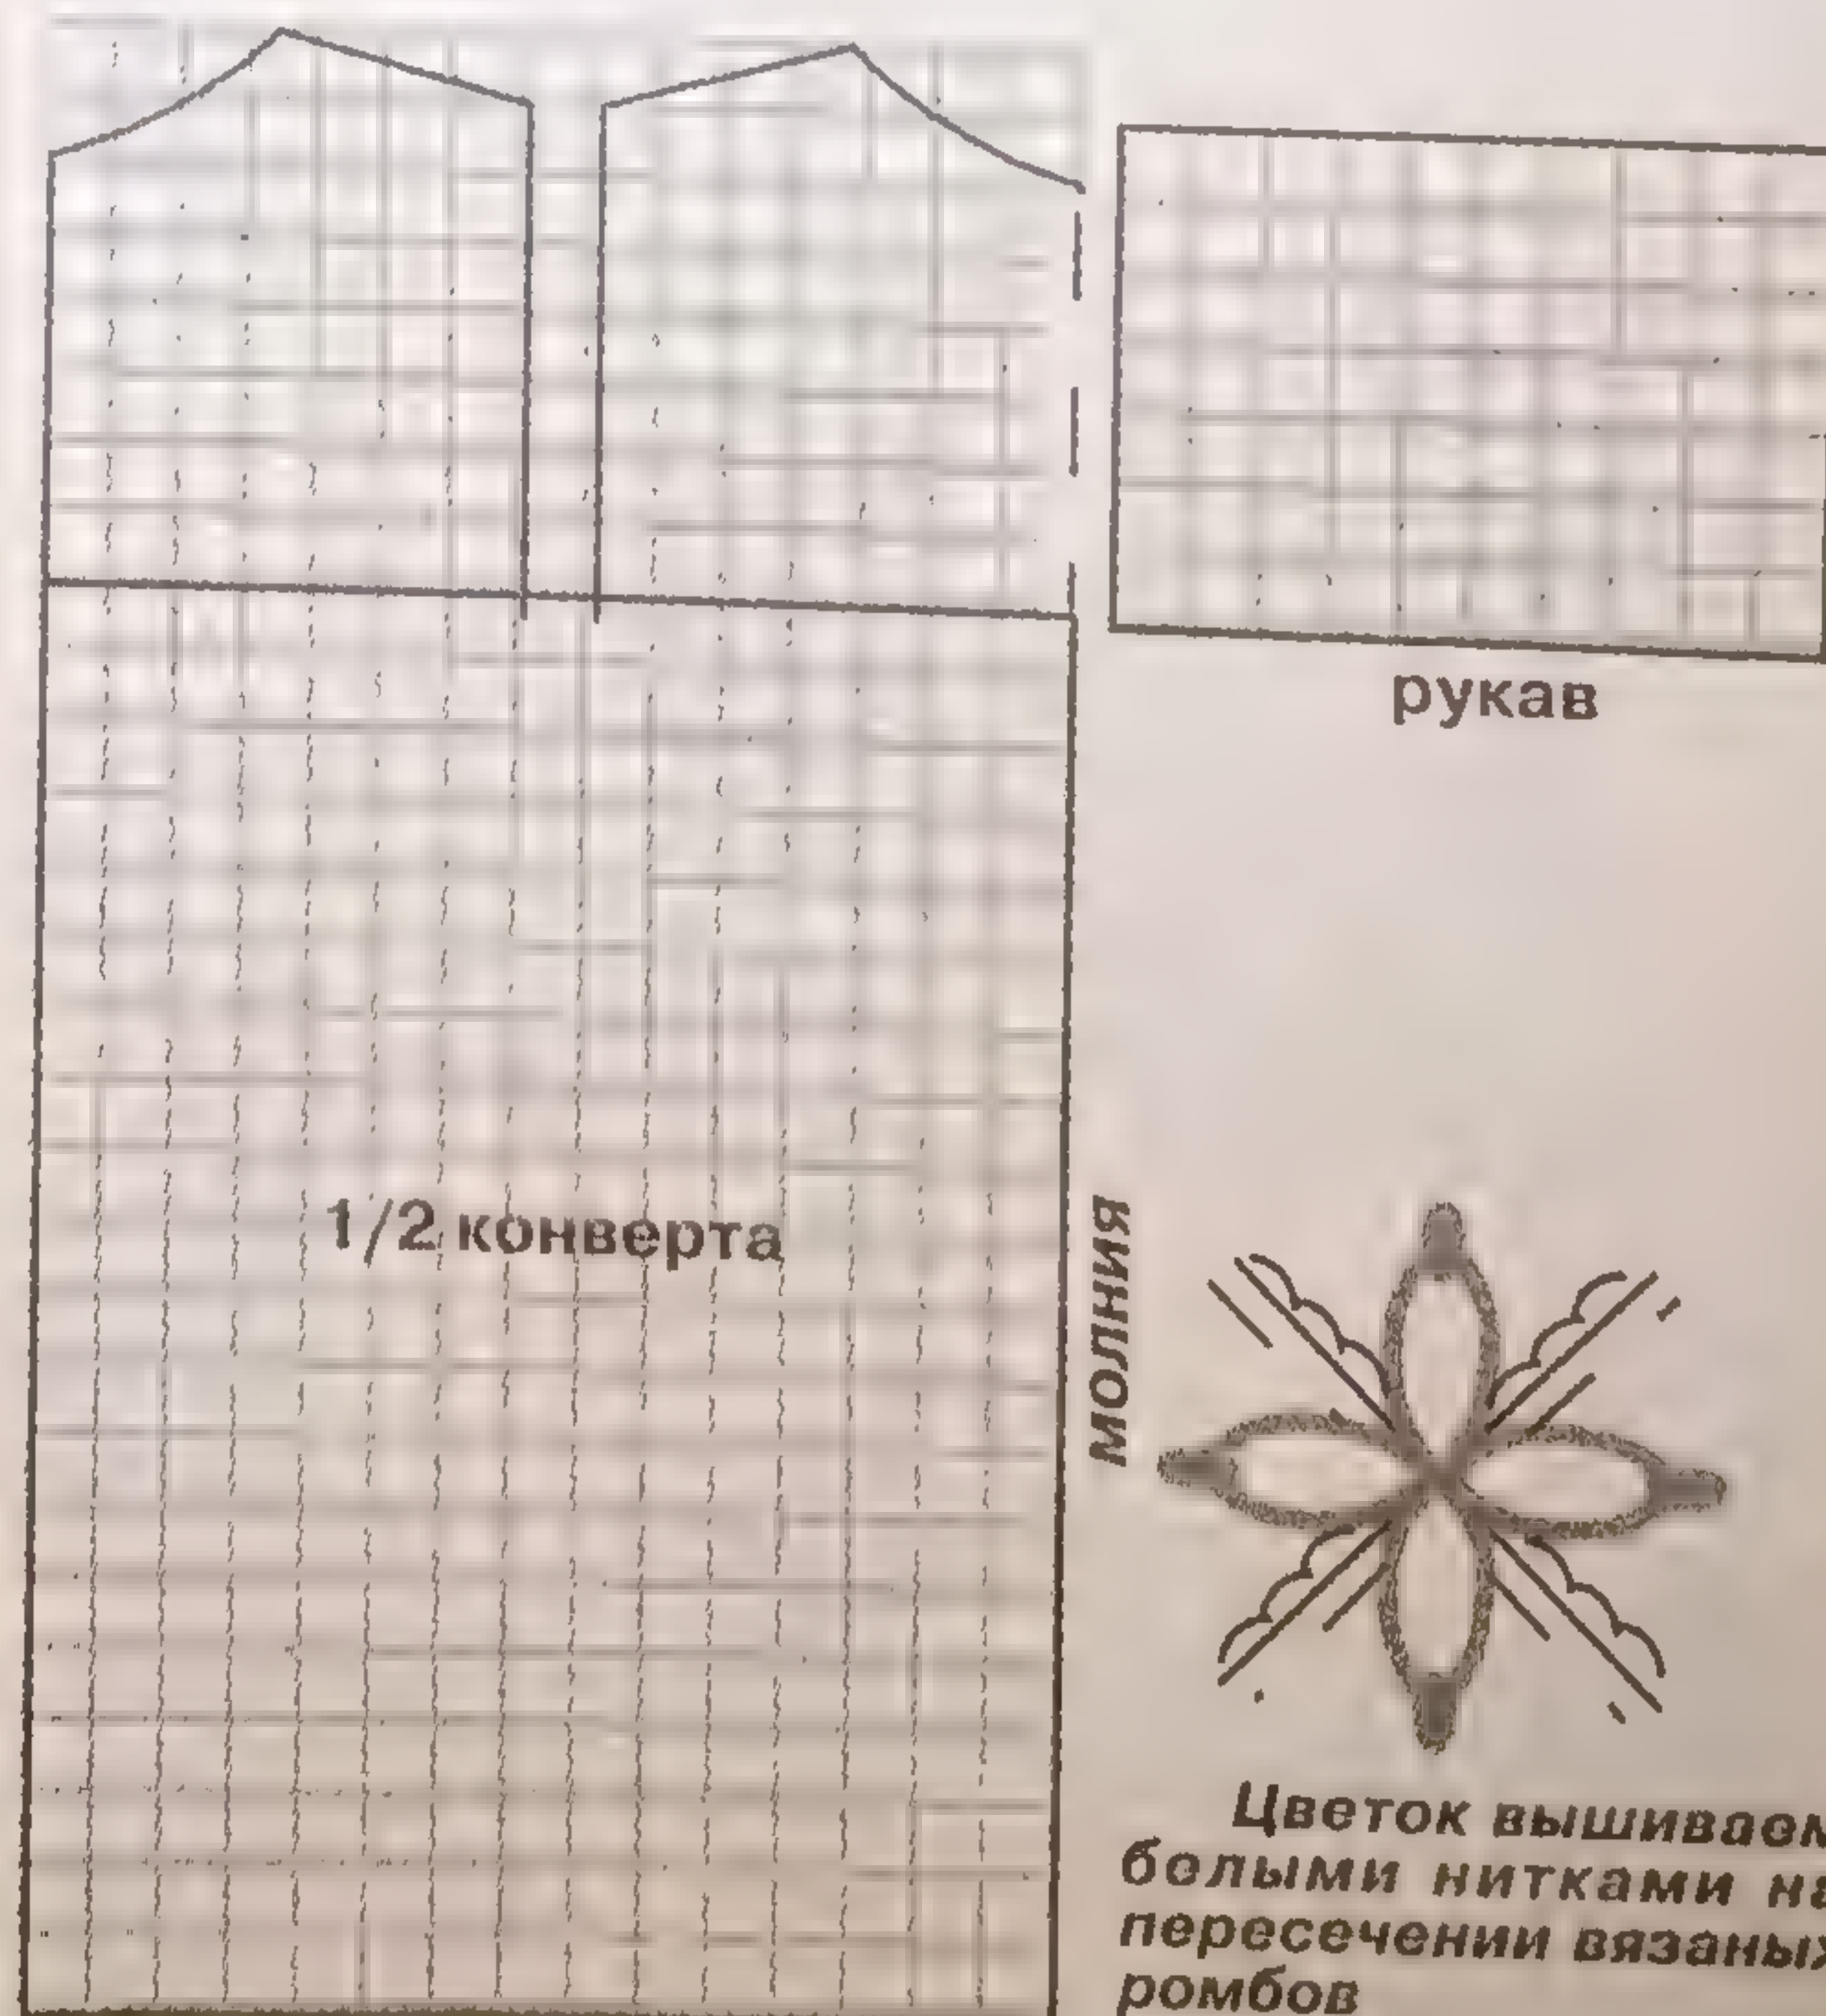 рукав
1/2 конверта
молния
Цветок вышиваем
белыми нитками на
пересечении вязаных
ромбов